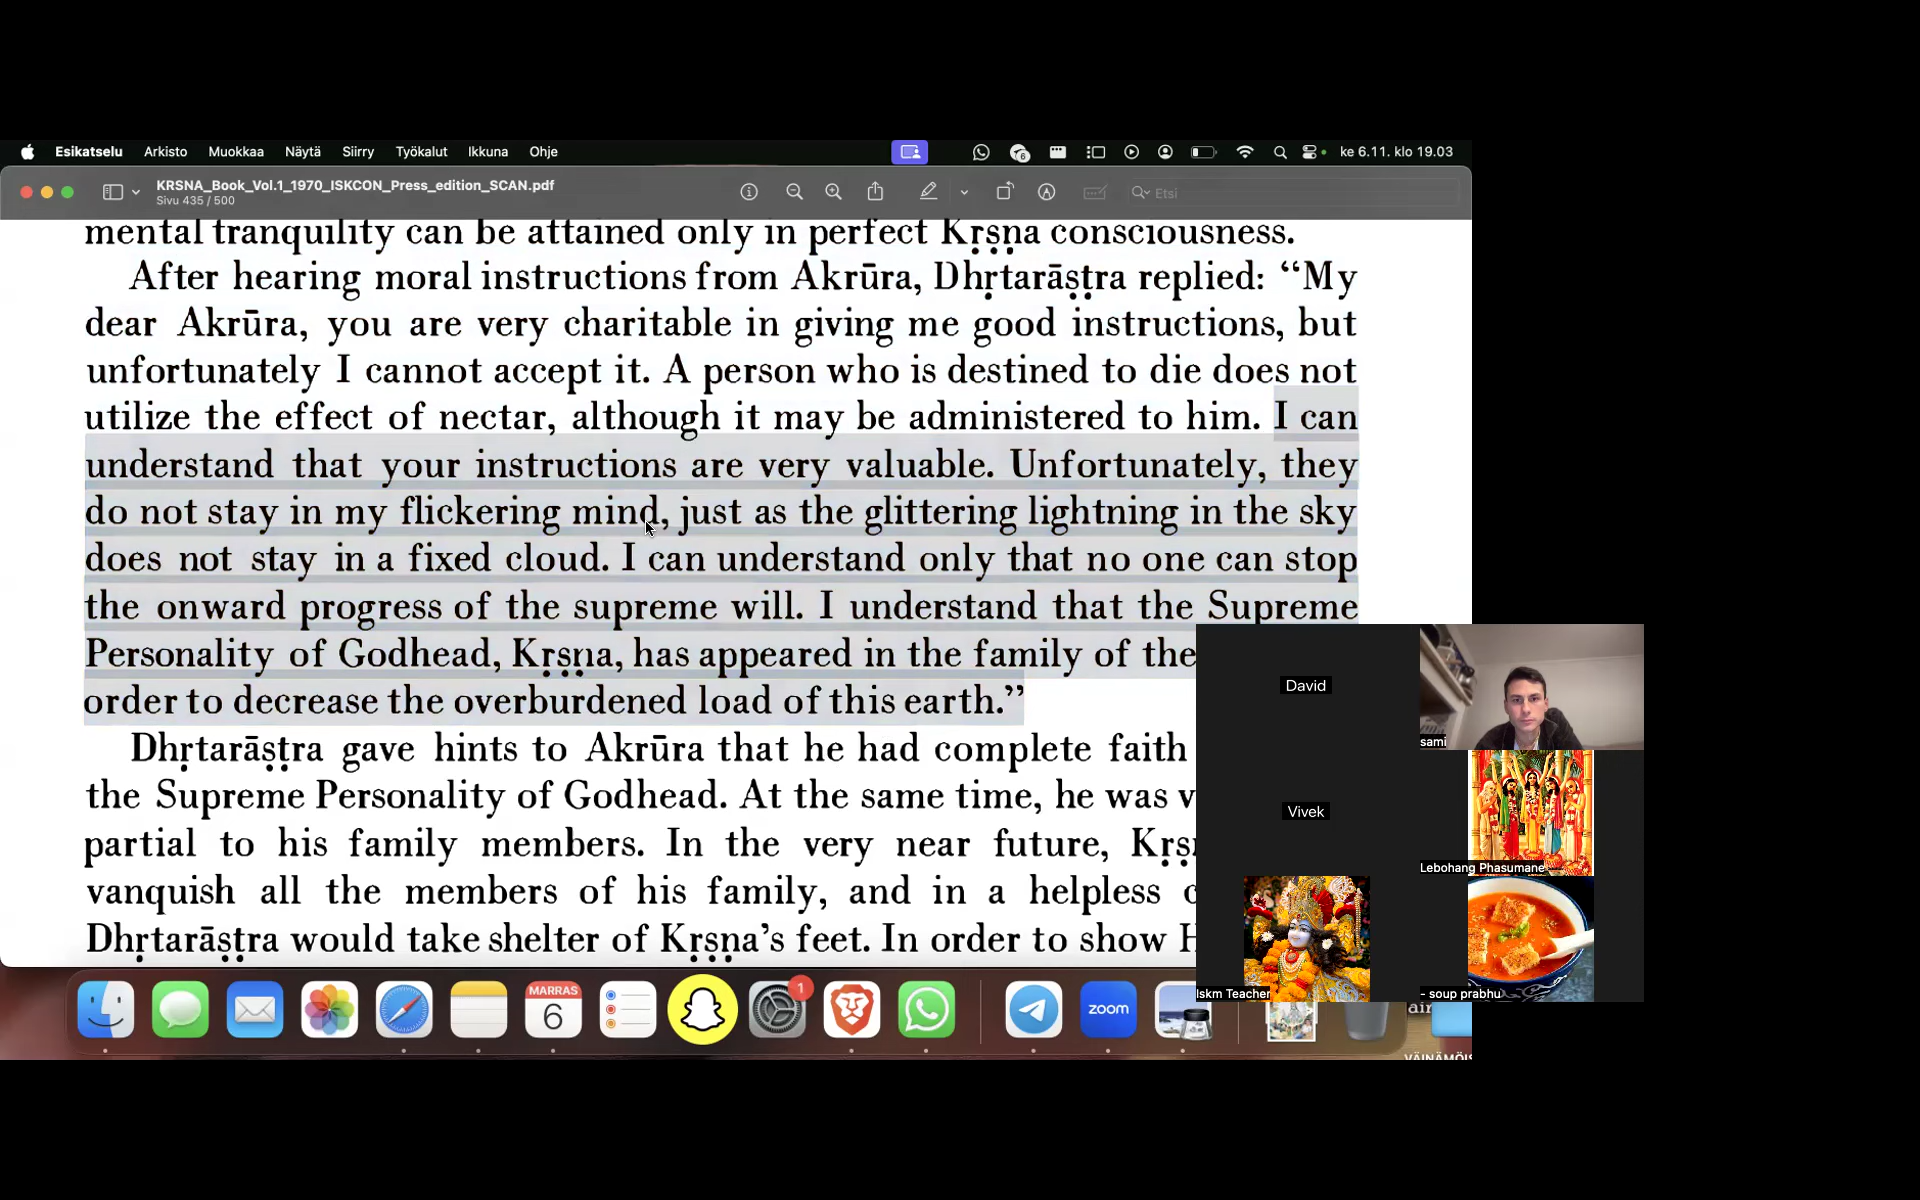 Esikatselu Arkisto Muokkaa Näytä Siirry Työkalut Ikkuna Ohje
6
ke 6.11. klo 19.03
KRSNA_Book_Vol.1_1970_ISKCON_Press_edition_SCAN.pdf
Sivu 435 / 500
Etsi
mental tranquility can be attained only in perfect Kṛṣṇa consciousness.
After hearing moral instructions from Akrūra, Dhṛtarāṣṭra replied: “My
dear Akrūra, you are very charitable in giving me good instructions, but
unfortunately I cannot accept it. A person who is destined to die does not
utilize the effect of nectar, although it may be administered to him. I can
understand that your instructions are very valuable. Unfortunately, they
do not stay in my flickering mind, just as the glittering lightning in the sky
does not stay in a fixed cloud. I can understand only that no one can stop
the onward progress of the supreme will. I understand that the Supreme
Personality of Godhead, Kṛṣṇa, has appeared in the family of the
order to decrease the overburdened load of this earth.”
Dhṛtarāṣṭra gave hints to Akrūra that he had complete faith
the Supreme Personality of Godhead. At the same time, he was
partial to his family members. In the very near future,
vanquish all the members of his family, and in a helpless
Dhṛtarāṣṭra would take shelter of Kṛṣṇa’s feet. In order to show
David
sami
Vivek
Lebohang Phasumane
Iskm Teacher
- soup prabhu
MARRAS
6
1
zoom